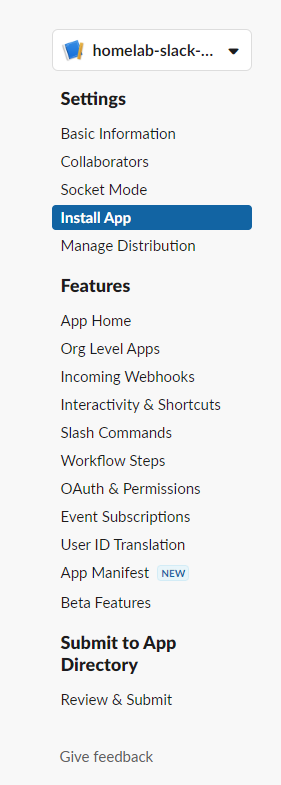 homelab-slack-...
Settings
Basic Information
Collaborators
Socket Mode
Install App
Manage Distribution
Features
App Home
Org Level Apps
Incoming Webhooks
Interactivity & Shortcuts
Slash Commands
Workflow Steps
OAuth & Permissions
Event Subscriptions
User ID Translation
App Manifest NEW
Beta Features
Submit to App
Directory
Review & Submit
Give feedback